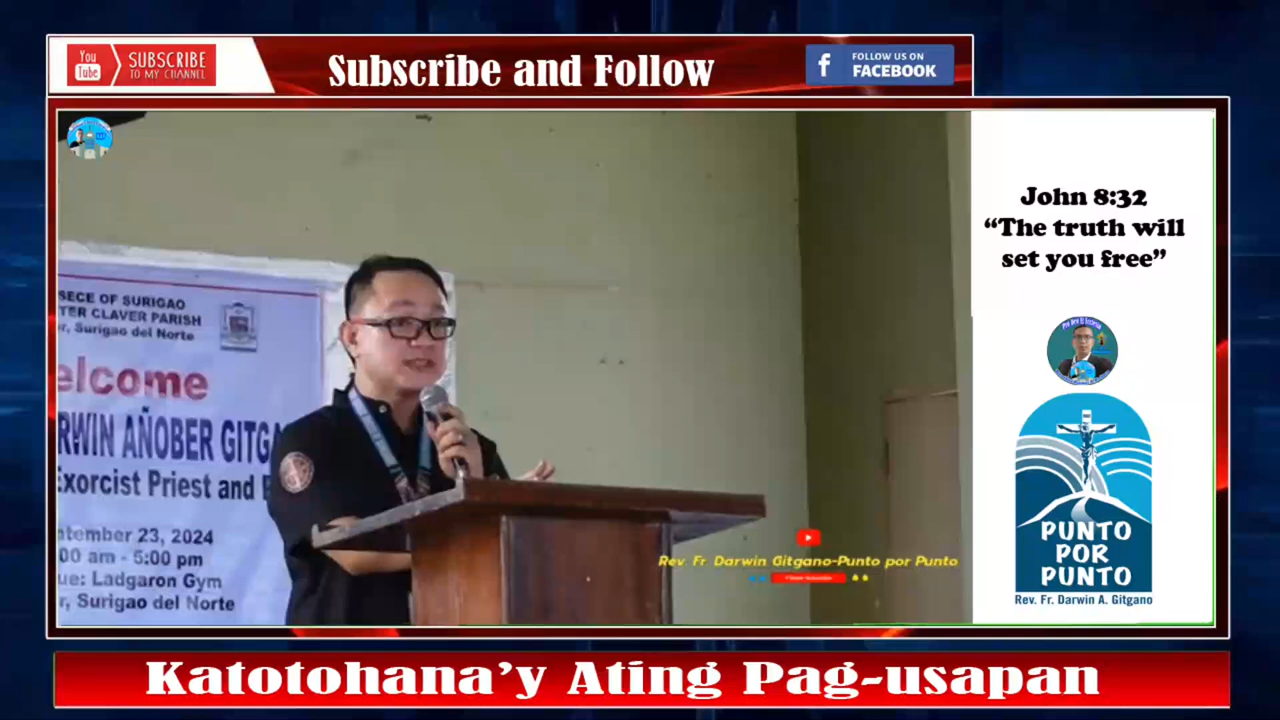 You
Tube
SUBSCRIBE
TO MY CHANNEL
Subscribe and Follow
f
FOLLOW US ON
FACEBOOK
SECE OF SURIGAO
TER CLAVER PARISH
r, Surigao del Norte
elcome
RWIN AÑOBER GITGA
Exorcist Priest and
tember 23, 2024
00 am - 5:00 pm
ue: Ladgaron Gym
r, Surigao del Norte
Rev. Fr Darwin Gitgano-Punto por Punto
John 8:32
“The truth will
set you free”
PUNTO
POR
PUNTO
Rev. Fr. Darwin A. Gitgano
Katotohana’y Ating Pag-usapan